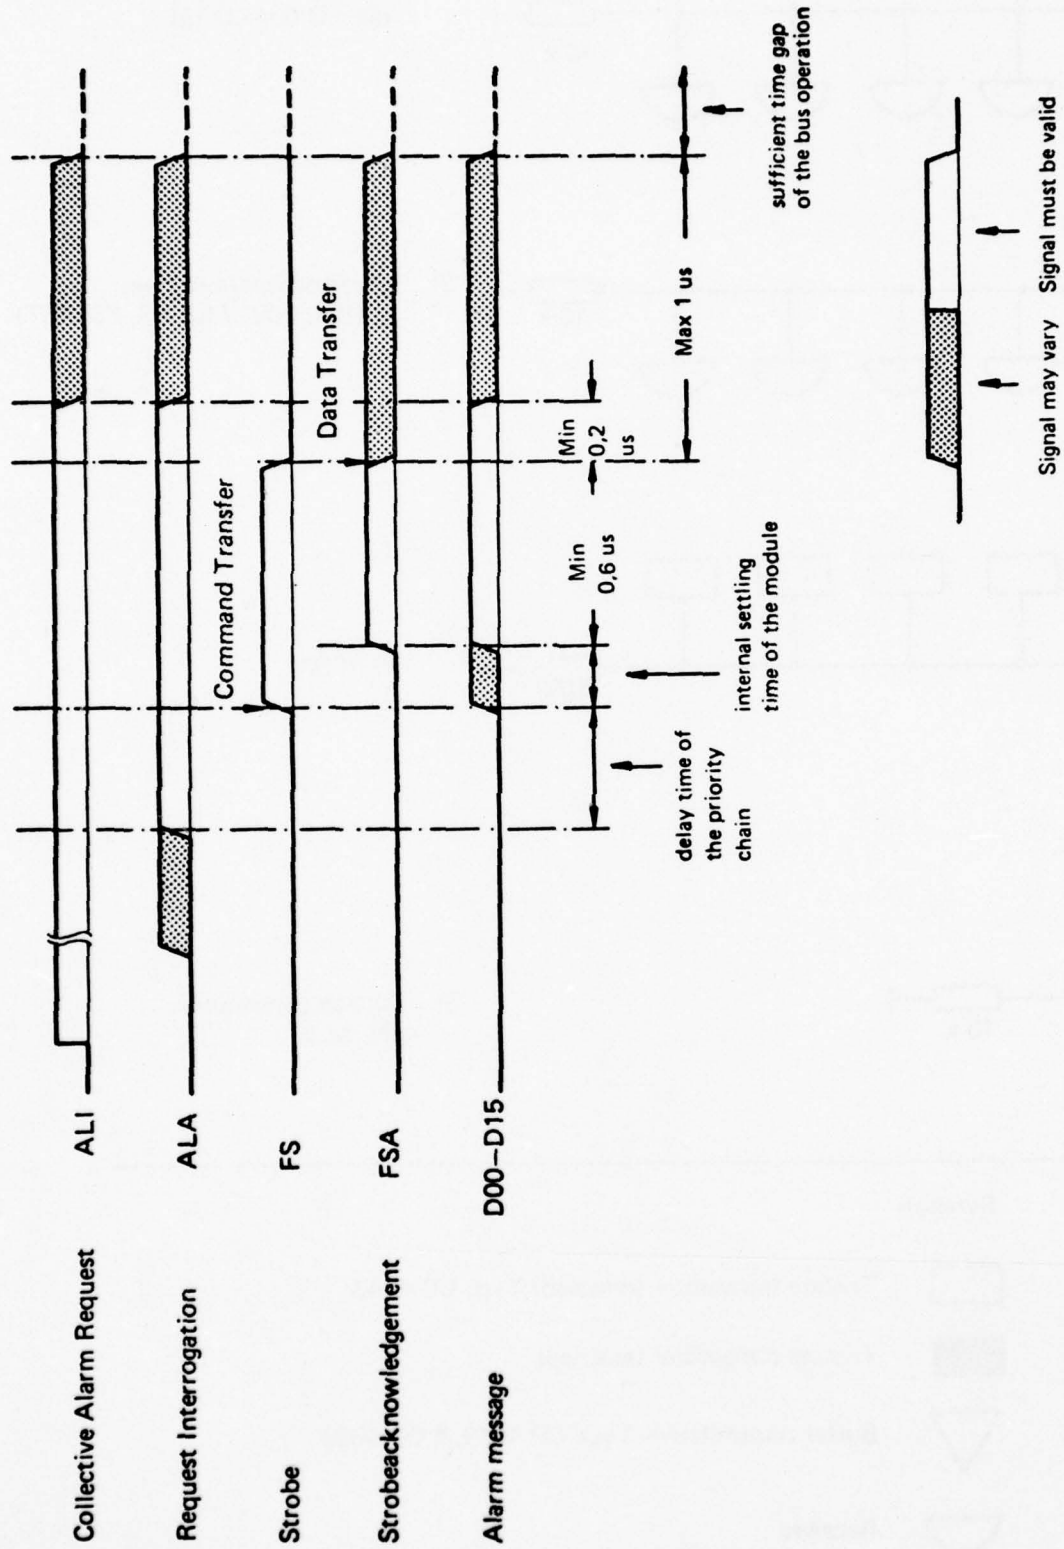 Collective Alarm Request ALI
Request Interrogation ALA
Strobe FS
Command Transfer
Data Transfer
Strobeacknowledgement FSA
Alarm message D00—D15
delay time of
the priority
chain
internal settling
time of the module
Min
0,6 us
Min
0,2
us
Max 1 us
sufficient time gap
of the bus operation
Signal may vary
Signal must be valid